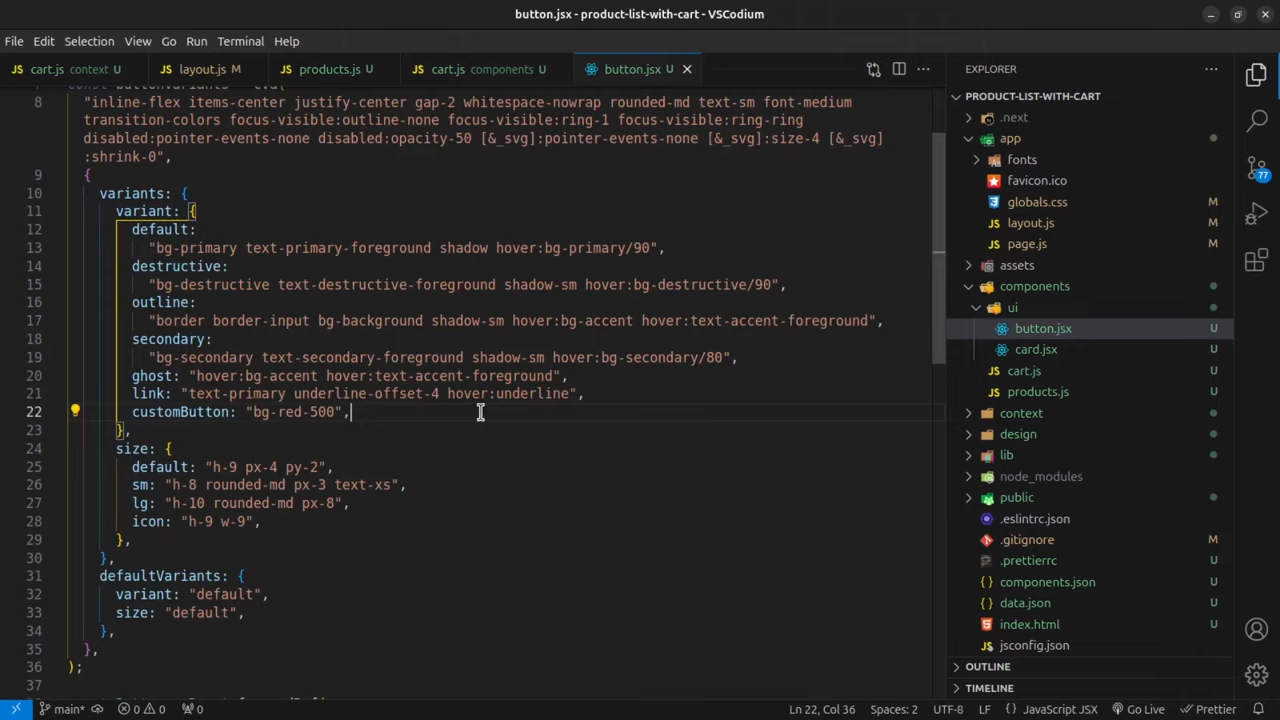 button.jsx - product-list-with-cart - VSCodium
File Edit Selection View Go Run Terminal Help
JS cart.js context U JS layout.js M JS products.js U JS cart.js components U button.jsx U
8 "inline-flex items-center justify-center gap-2 whitespace-nowrap rounded-md text-sm font-medium
transition-colors focus-visible:outline-none focus-visible:ring-1 focus-visible:ring-ring
disabled:pointer-events-none disabled:opacity-50 [&_svg]:pointer-events-none [&_svg]:size-4 [&_svg]
:shrink-0",
9 {
10 variants: {
11 variant: {
12 default:
13 "bg-primary text-primary-foreground shadow hover:bg-primary/90",
14 destructive:
15 "bg-destructive text-destructive-foreground shadow-sm hover:bg-destructive/90",
16 outline:
17 "border border-input bg-background shadow-sm hover:bg-accent hover:text-accent-foreground",
18 secondary:
19 "bg-secondary text-secondary-foreground shadow-sm hover:bg-secondary/80",
20 ghost: "hover:bg-accent hover:text-accent-foreground",
21 link: "text-primary underline-offset-4 hover:underline",
22 customButton: "bg-red-500",
23 },
24 size: {
25 default: "h-9 px-4 py-2",
26 sm: "h-8 rounded-md px-3 text-xs",
27 lg: "h-10 rounded-md px-8",
28 icon: "h-9 w-9",
29 },
30 },
31 defaultVariants: {
32 variant: "default",
33 size: "default",
34 },
35 },
36 );
37
EXPLORER
PRODUCT-LIST-WITH-CART
.next
app
fonts
favicon.ico
globals.css M
layout.js M
page.js M
assets
components
ui
button.jsx U
card.jsx U
JS cart.js U
JS products.js U
context
design
lib
node_modules
public
.eslintrc.json
.gitignore M
.prettierrc U
{} components.json U
{} data.json U
index.html U
jsconfig.json
OUTLINE
TIMELINE
77
main* 0 0 0 Ln 22, Col 36 Spaces: 2 UTF-8 LF {} JavaScript JSX Go Live Prettier